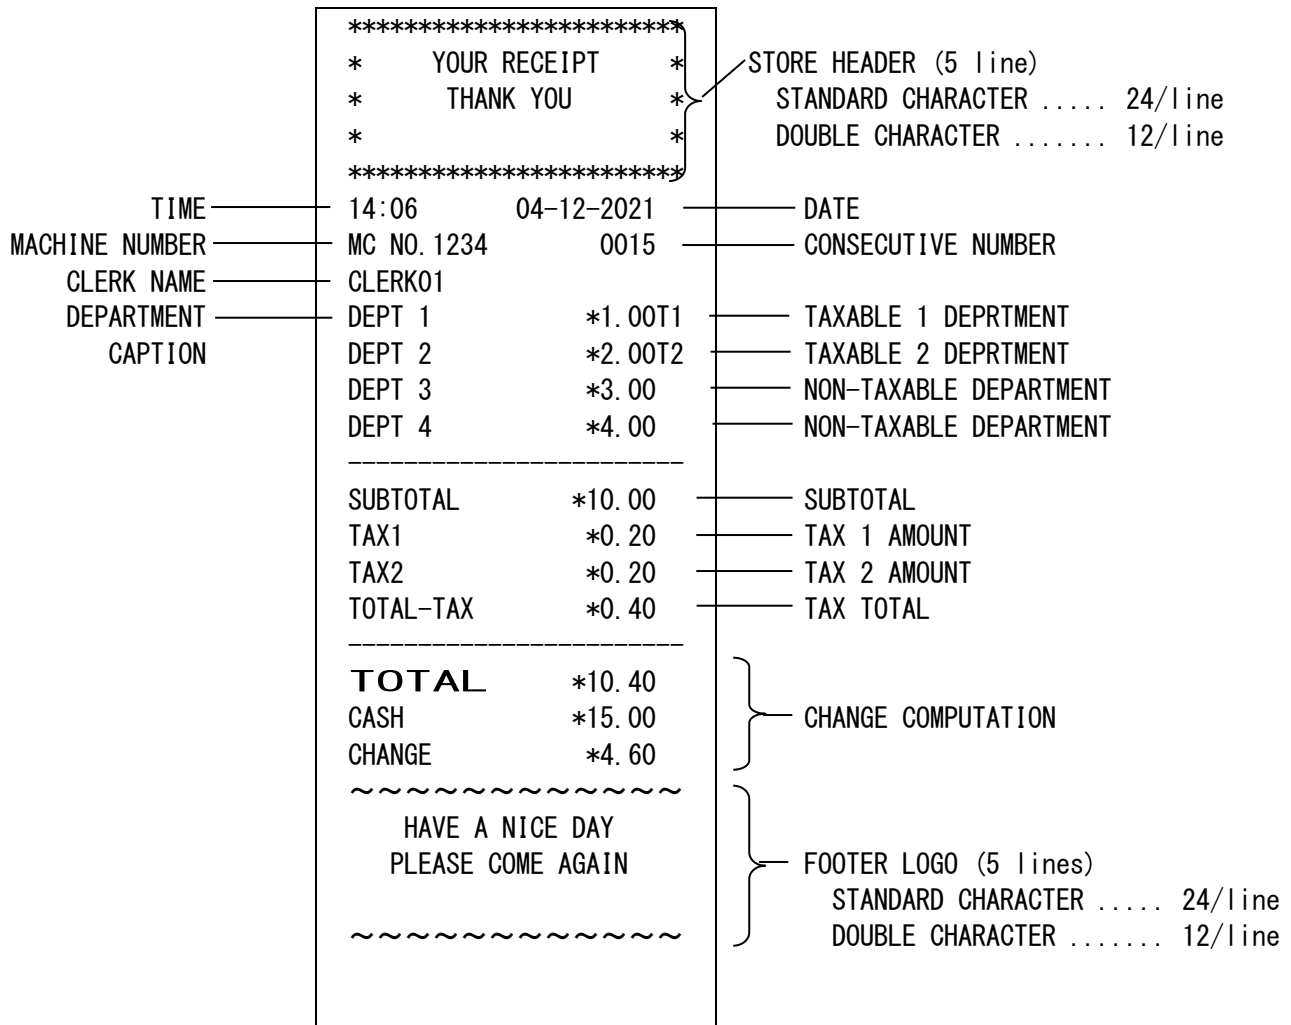 ************************
* YOUR RECEIPT * STORE HEADER (5 line)
* THANK YOU * STANDARD CHARACTER ..... 24/line
* * DOUBLE CHARACTER ....... 12/line
************************
TIME 14:06 04-12-2021 DATE
MACHINE NUMBER MC NO.1234 0015 CONSECUTIVE NUMBER
CLERK NAME CLERK01
DEPARTMENT DEPT 1 *1.00T1 TAXABLE 1 DEPRTMENT
CAPTION DEPT 2 *2.00T2 TAXABLE 2 DEPRTMENT
DEPT 3 *3.00 NON-TAXABLE DEPARTMENT
DEPT 4 *4.00 NON-TAXABLE DEPARTMENT
------------------------
SUBTOTAL *10.00 SUBTOTAL
TAX1 *0.20 TAX 1 AMOUNT
TAX2 *0.20 TAX 2 AMOUNT
TOTAL-TAX *0.40 TAX TOTAL
------------------------
TOTAL *10.40
CASH *15.00 CHANGE COMPUTATION
CHANGE *4.60
~~~~~~~~~~~~
HAVE A NICE DAY
PLEASE COME AGAIN FOOTER LOGO (5 lines)
STANDARD CHARACTER ..... 24/line
~~~~~~~~~~~~ DOUBLE CHARACTER ....... 12/line